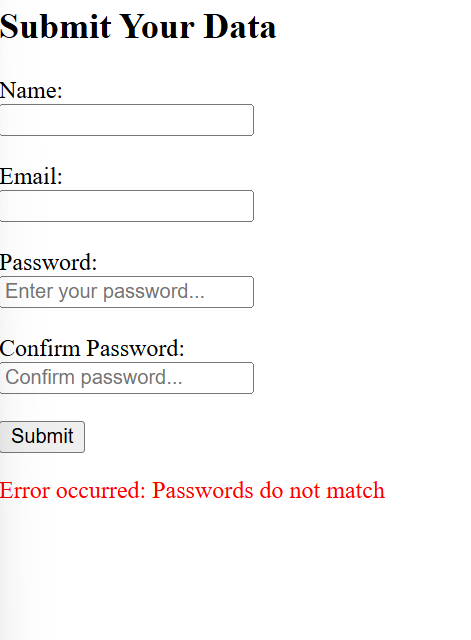 Submit Your Data
Name:
Email:
Password:
Enter your password...
Confirm Password:
Confirm password...
Submit
Error occurred: Passwords do not match